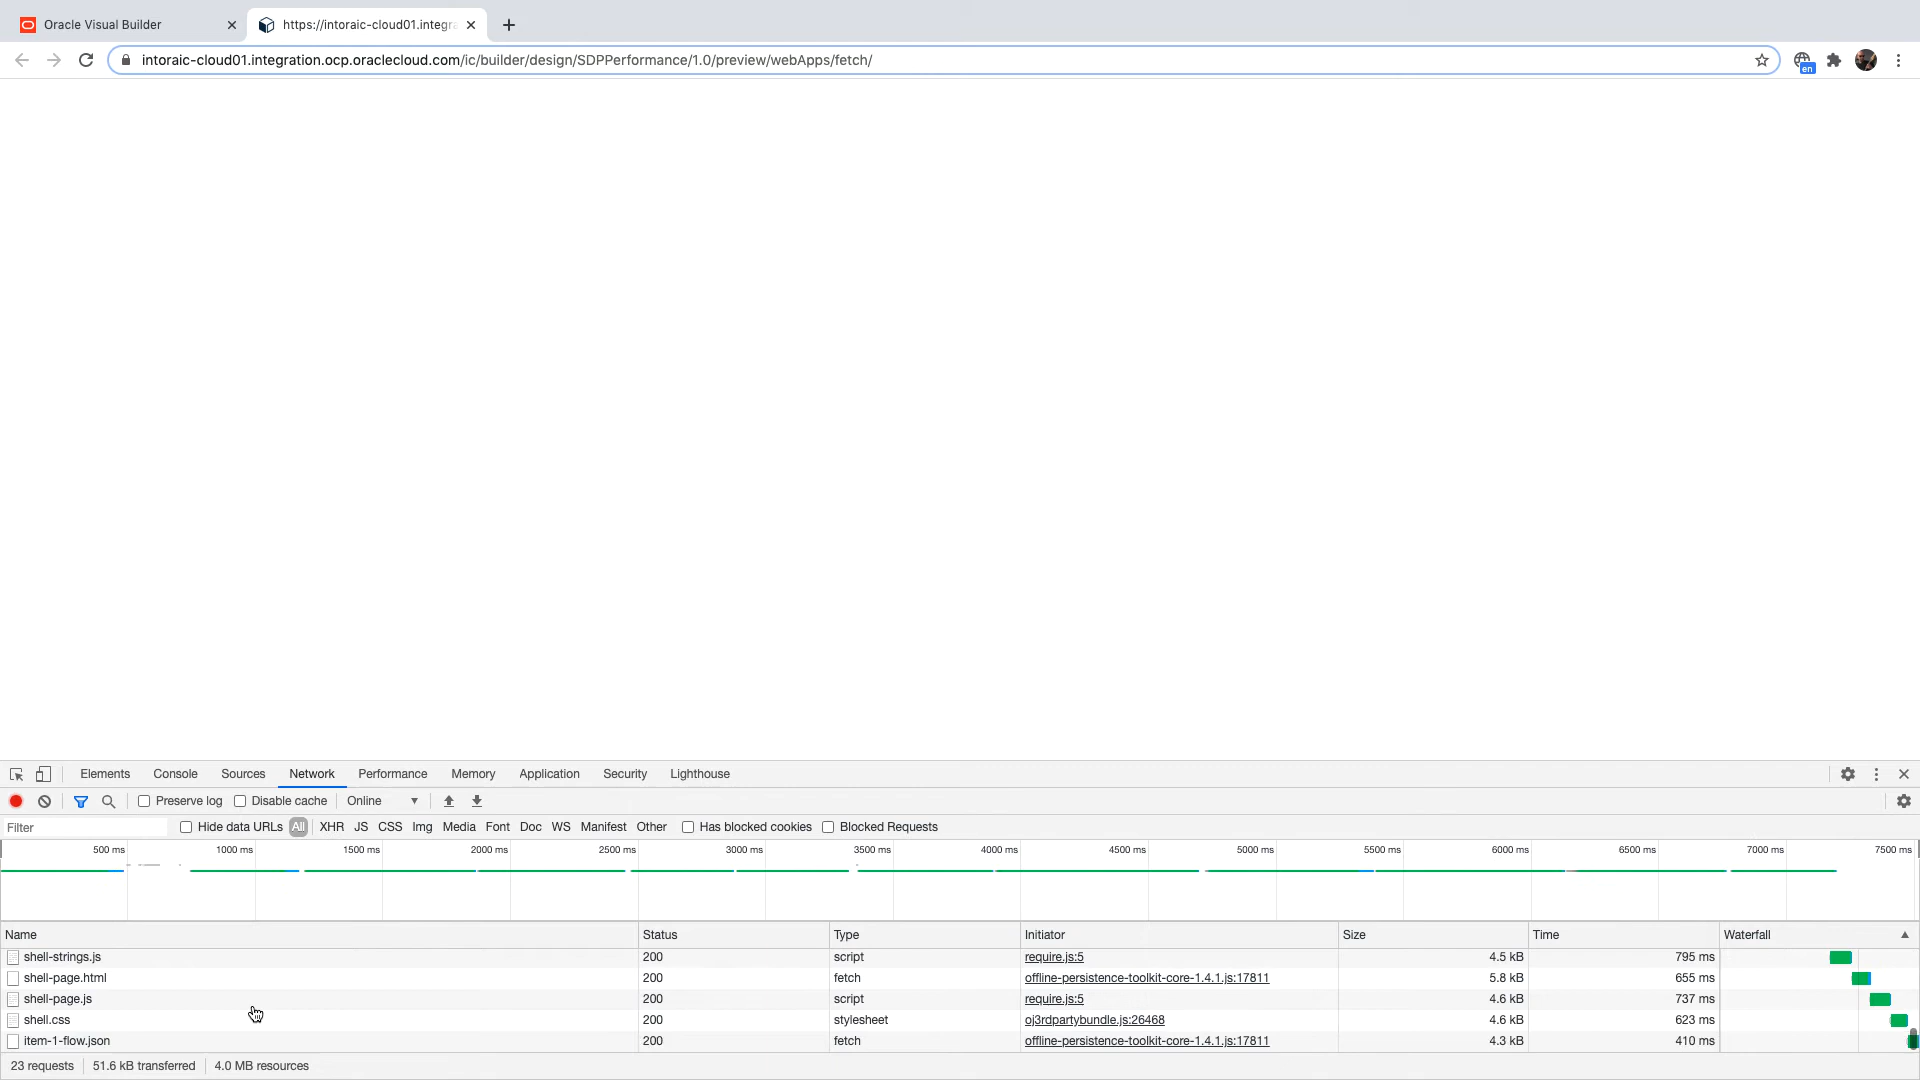 Oracle Visual Builder
https://intoraic-cloud01.integra
intoraic-cloud01.integration.ocp.oraclecloud.com/ic/builder/design/SDPPerformance/1.0/preview/webApps/fetch/
en
Elements Console Sources Network Performance Memory Application Security Lighthouse
Preserve log Disable cache Online
Filter Hide data URLs All XHR JS CSS Img Media Font Doc WS Manifest Other Has blocked cookies Blocked Requests
500 ms 1000 ms 1500 ms 2000 ms 2500 ms 3000 ms 3500 ms 4000 ms 4500 ms 5000 ms 5500 ms 6000 ms 6500 ms 7000 ms 7500 ms
Name Status Type Initiator Size Time Waterfall
shell-strings.js 200 script require.js:5 4.5 kB 795 ms
shell-page.html 200 fetch offline-persistence-toolkit-core-1.4.1.js:17811 5.8 kB 655 ms
shell-page.js 200 script require.js:5 4.6 kB 737 ms
shell.css 200 stylesheet oj3rdpartybundle.js:26468 4.6 kB 623 ms
item-1-flow.json 200 fetch offline-persistence-toolkit-core-1.4.1.js:17811 4.3 kB 410 ms
23 requests 51.6 kB transferred 4.0 MB resources